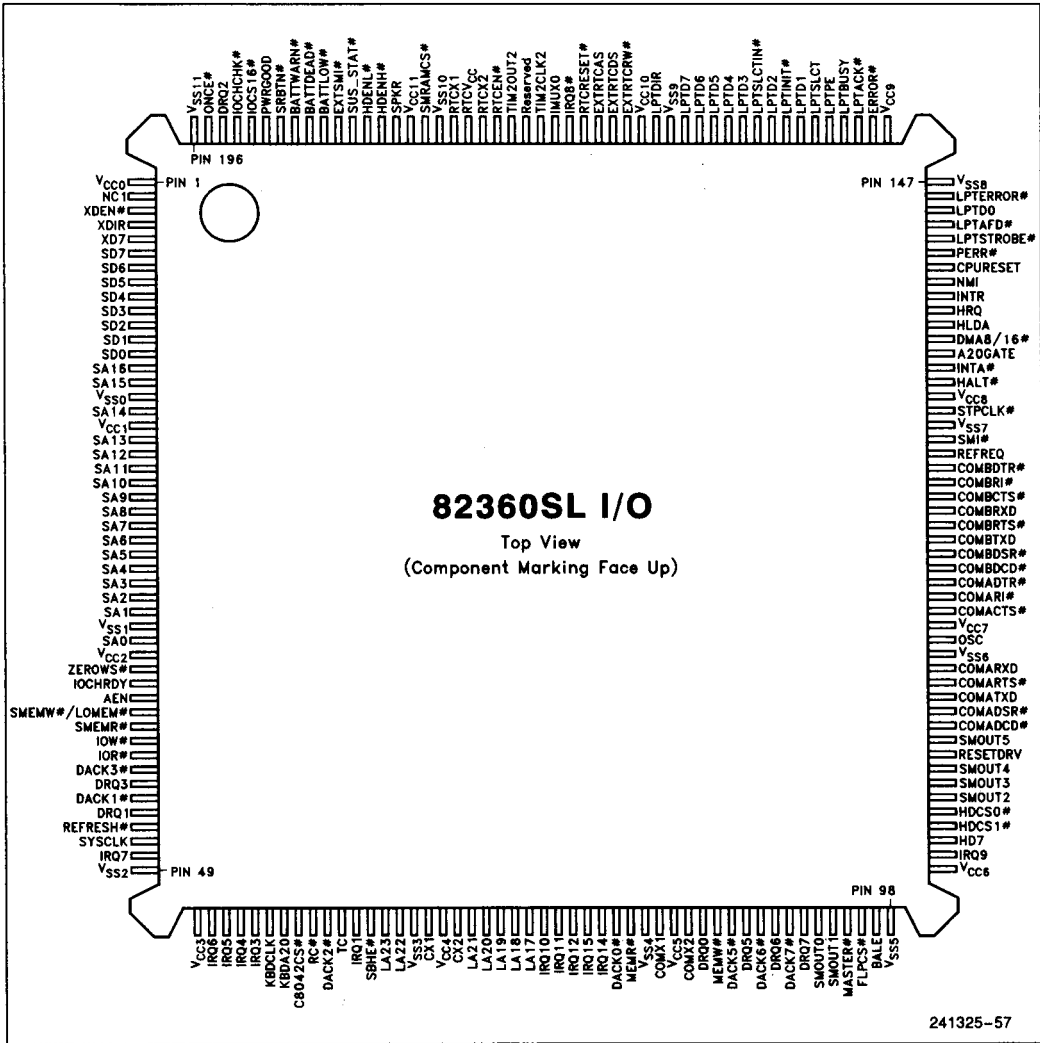 VSS11
ONCE#
DRQ2
IOCHCHK#
IOCS16#
PWRGOOD
SRBTN#
BATTWARN#
BATTDEAD#
BATTLOW#
EXTSMI#
SUS_STAT#
HDENL#
HDENH#
SPKR
VCC11
SMRAMCS#
VSS10
RTCX1
RTCVCC
RTCX2
RTCEN#
TIM2OUT2
Reserved
TIM2CLK2
IMUX0
IRQ8#
RTCRESET#
EXTRTCAS
EXTRTCDS
EXTRTCRW#
VCC10
LPTDIR
VSS9
LPTD7
LPTD6
LPTD5
LPTD4
LPTD3
LPTSLCTIN#
LPTD2
LPTINIT#
LPTD1
LPTSLCT
LPTPE
LPTBUSY
LPTACK#
ERROR#
VCC9
PIN 196
PIN 1
PIN 147
VCC0
NC1
XDEN#
XDIR
XD7
SD7
SD6
SD5
SD4
SD3
SD2
SD1
SD0
SA16
SA15
VSS0
SA14
VCC1
SA13
SA12
SA11
SA10
SA9
SA8
SA7
SA6
SA5
SA4
SA3
SA2
SA1
VSS1
SA0
VCC2
ZEROWS#
IOCHRDY
AEN
SMEMW#/LOMEM#
SMEMR#
IOW#
IOR#
DACK3#
DRQ3
DACK1#
DRQ1
REFRESH#
SYSCLK
IRQ7
VSS2
82360SL I/O
Top View
(Component Marking Face Up)
VSS8
LPTERROR#
LPTD0
LPTAFD#
LPTSTROBE#
PERR#
CPURESET
NMI
INTR
HRQ
HLDA
DMA8/16#
A20GATE
INTA#
HALT#
VCC8
STPCLK#
VSS7
SMI#
REFREQ
COMBDTR#
COMBRI#
COMBCTS#
COMBRXD
COMBRTS#
COMBTXD
COMBDSR#
COMBDCD#
COMADTR#
COMARI#
COMACTS#
VCC7
OSC
VSS6
COMARXD
COMARTS#
COMATXD
COMADSR#
COMADCD#
SMOUT5
RESETDRV
SMOUT4
SMOUT3
SMOUT2
HDCS0#
HDCS1#
HD7
IRQ9
VCC6
PIN 49
PIN 98
VCC3
IRQ6
IRQ5
IRQ4
IRQ3
KBDCLK
KBDA20
C8042CS#
RC#
DACK2#
TC
IRQ1
SBHE#
LA23
LA22
VSS3
CX1
VCC4
CX2
LA21
LA20
LA19
LA18
LA17
IRQ10
IRQ11
IRQ12
IRQ15
IRQ14
DACK0#
MEMR#
VSS4
COMX1
VCC5
COMX2
DRQ0
MEMW#
DACK5#
DRQ5
DACK6#
DRQ6
DACK7#
DRQ7
SMOUT0
SMOUT1
MASTER#
FLPCS#
BALE
VSS5
241325-57